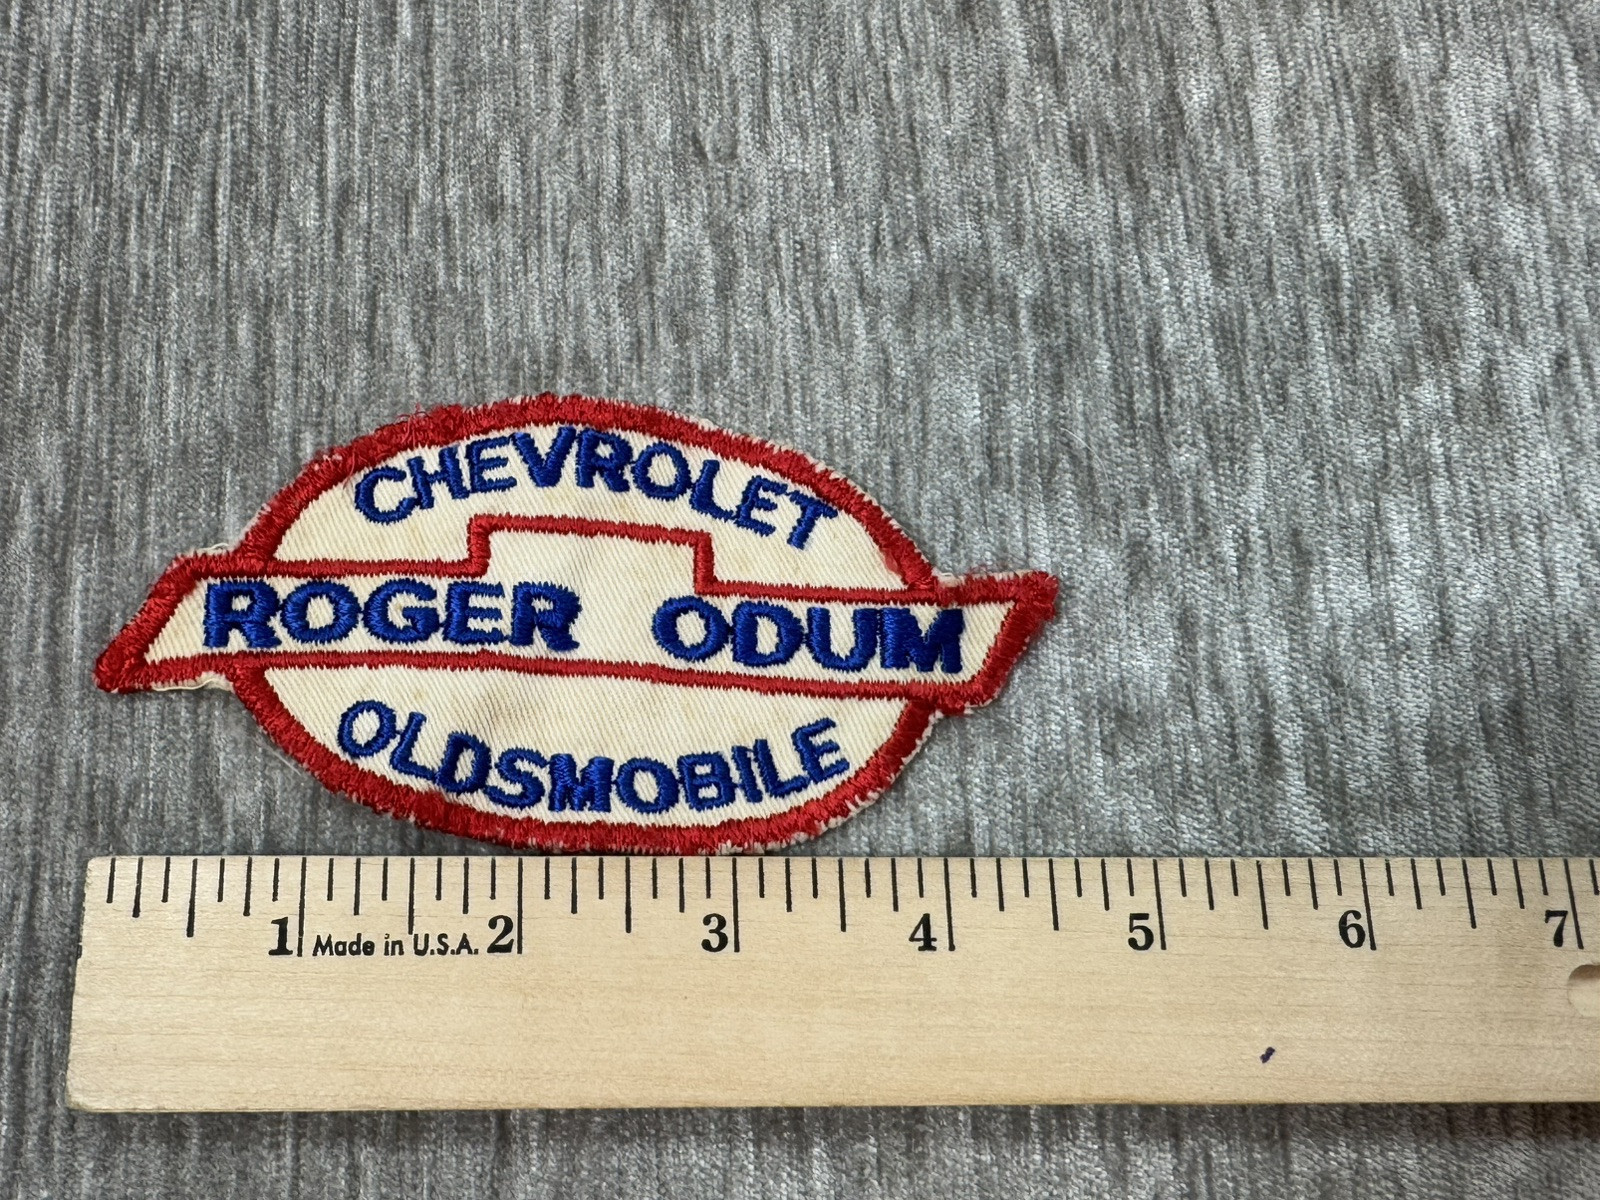 CHEVROLET
ROGER ODUM
OLDSMOBILE
1 Made in U.S.A. 2 3 4 5 6 7